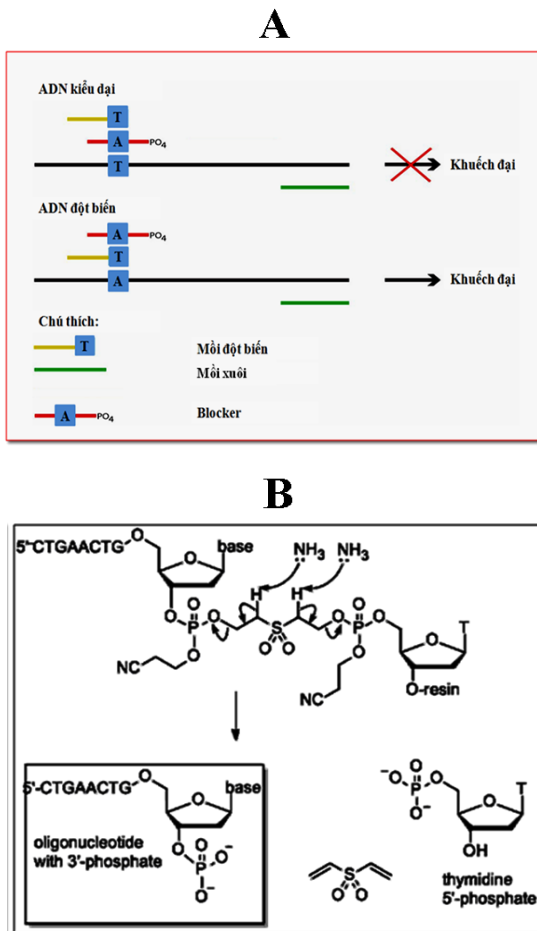 A
ADN kiểu dại
T
A
PO4
T
Khuếch đại
ADN đột biến
A
PO4
T
A
Khuếch đại
Chú thích:
T
Mồi đột biến
Mồi xuôi
A
PO4
Blocker
B
5'-CTGAACTG
O
base
O
NH3
NH3
O
H
H
O
P
O
O
P
O
O
O
S
O
T
NC
O
O
NC
O-resin
5'-CTGAACTG
O
base
O
oligonucleotide
with 3'-phosphate
O
O-
P
O
O-
O
-O
P
O
O-
O
T
OH
S
O
O
thymidine
5'-phosphate